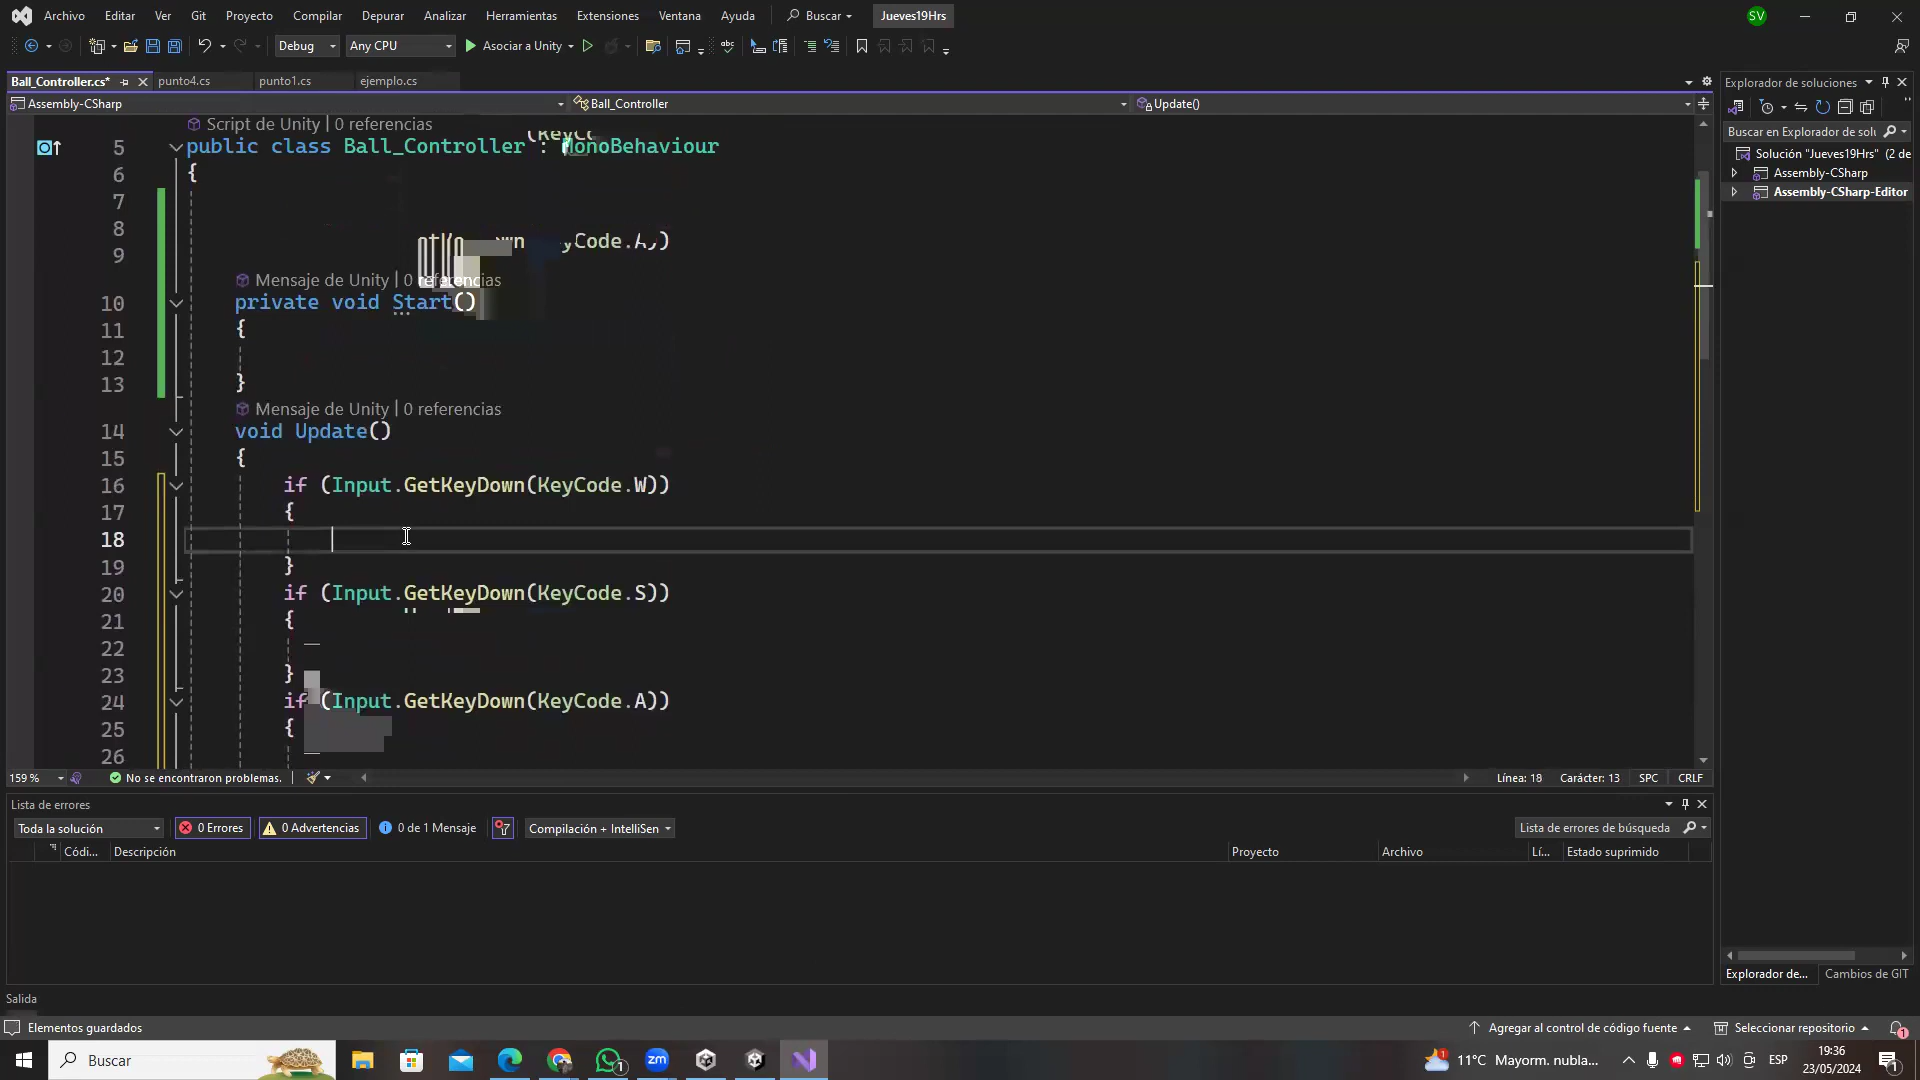 Archivo Editar Ver Git Proyecto Compilar Depurar Analizar Herramientas Extensiones Ventana Ayuda Buscar Jueves19Hrs SV
Debug Any CPU Asociar a Unity
Ball_Controller.cs* punto4.cs punto1.cs ejemplo.cs
Assembly-CSharp Ball_Controller Update()
Script de Unity | 0 referencias
5 public class Ball_Controller : MonoBehaviour
6 {
7
8
9
Mensaje de Unity | 0 referencias
10 private void Start()
11 {
12
13 }
Mensaje de Unity | 0 referencias
14 void Update()
15 {
16 if (Input.GetKeyDown(KeyCode.W))
17 {
18
19 }
20 if (Input.GetKeyDown(KeyCode.S))
21 {
22
23 }
24 if (Input.GetKeyDown(KeyCode.A))
25 {
26
159 % No se encontraron problemas. Línea: 18 Carácter: 13 SPC CRLF
Lista de errores
Toda la solución 0 Errores 0 Advertencias 0 de 1 Mensaje Compilación + IntelliSen Lista de errores de búsqueda
Códi... Descripción Proyecto Archivo Lí... Estado suprimido
Explorador de soluciones
Buscar en Explorador de solu
Solución "Jueves19Hrs" (2 de
Assembly-CSharp
Assembly-CSharp-Editor
Explorador de... Cambios de GIT
Salida
Elementos guardados Agregar al control de código fuente Seleccionar repositorio 1
Buscar 1 zm 11°C Mayorm. nubla... ESP 19:36
23/05/2024 1